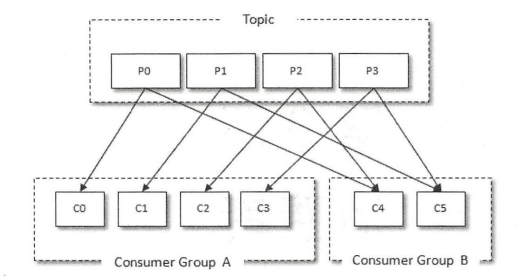 Topic
P0 P1 P2 P3
C0 C1 C2 C3 C4 C5
Consumer Group A Consumer Group B